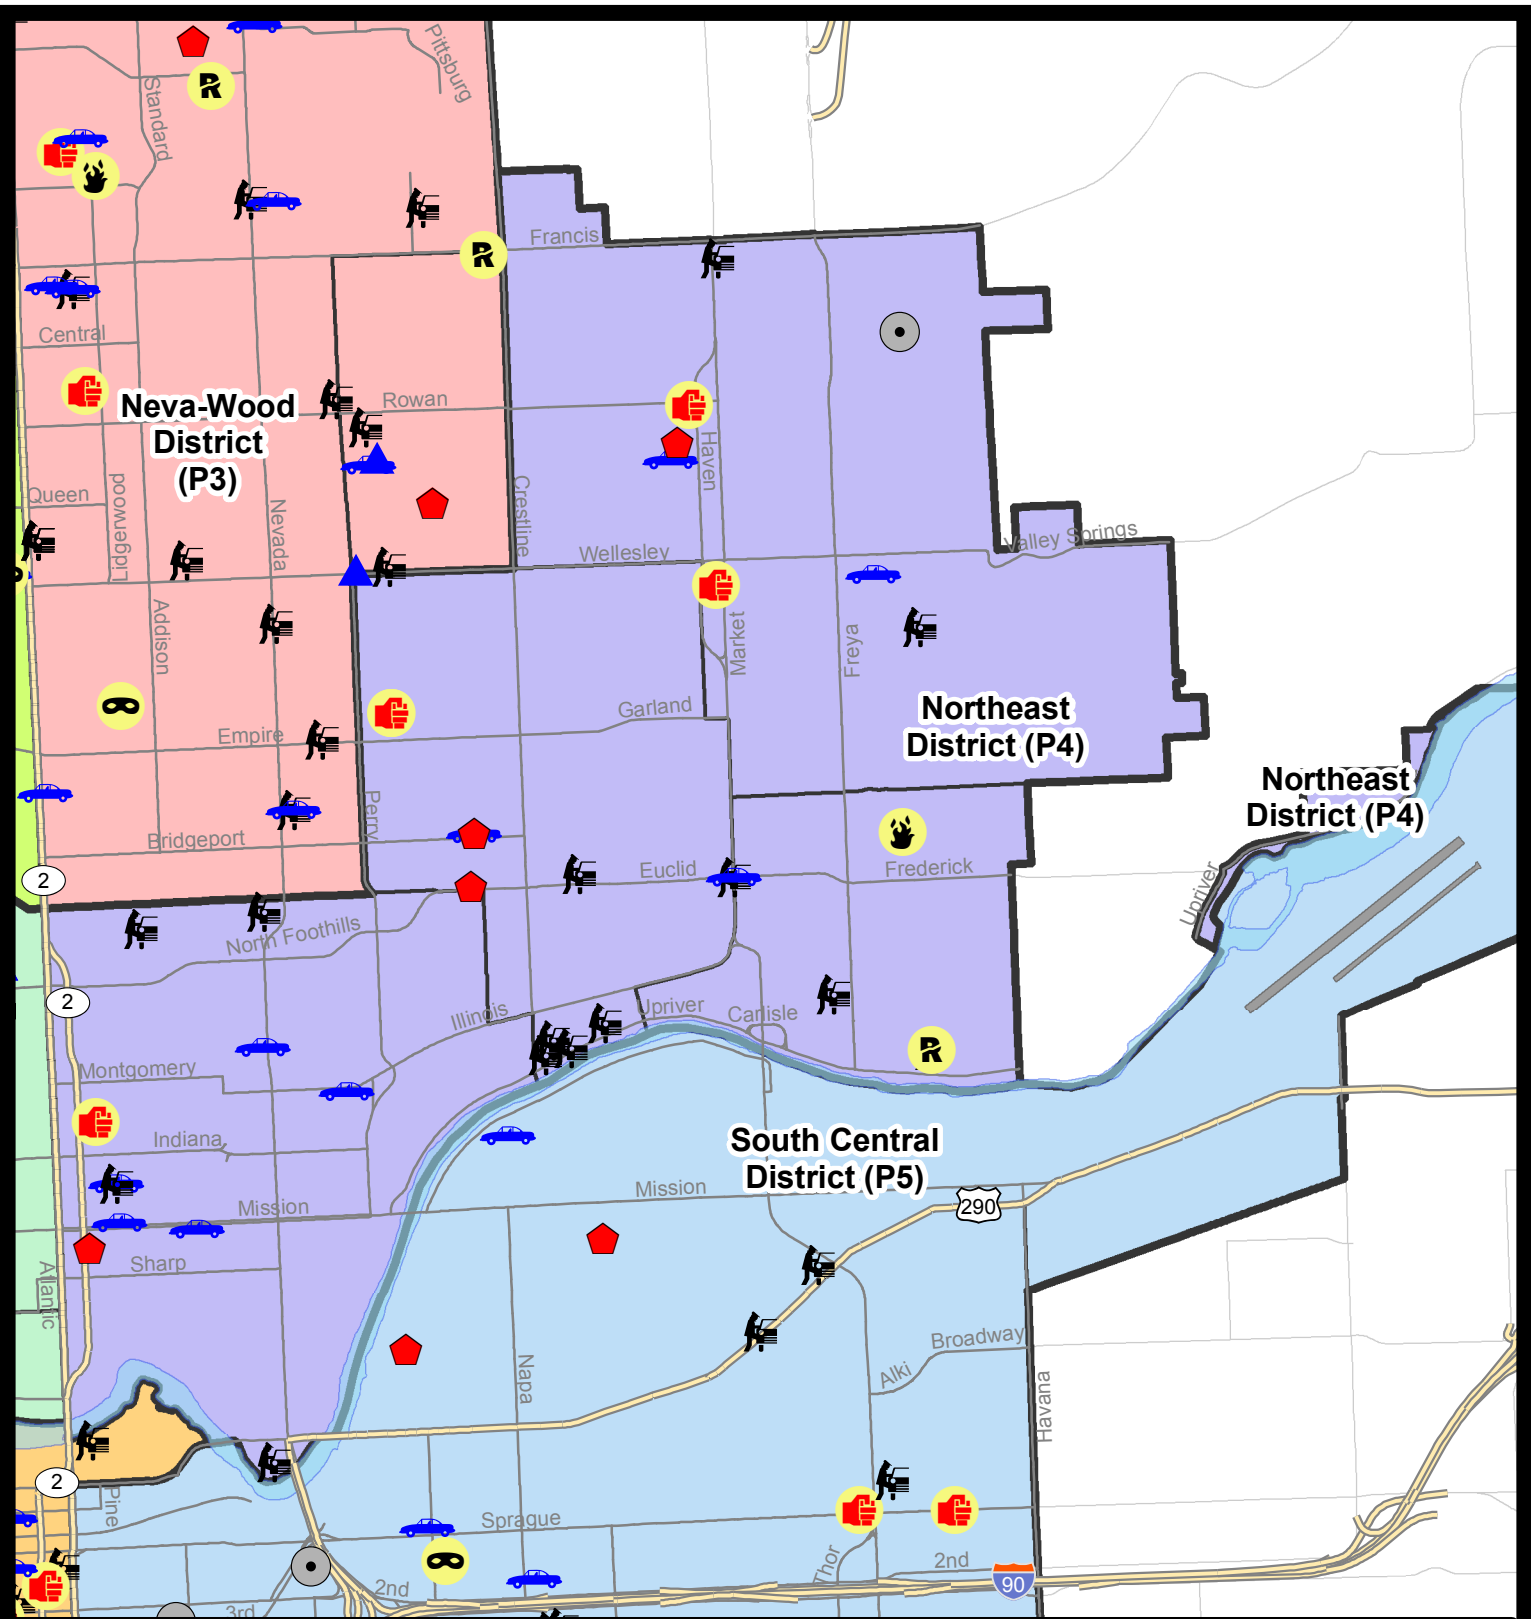 Pittsburg
Standard
R
Francis
R
Central
Neva-Wood
District
(P3)
Rowan
Haven
Queen
Lidgerwood
Nevada
Crestline
Wellesley
Valley Springs
Addison
Market
Freya
Garland
Empire
Northeast
District (P4)
Northeast
District (P4)
Perry
Bridgeport
Euclid
Frederick
2
Upriver
North Foothills
2
Illinois
Upriver
Carlisle
R
Montgomery
Indiana
South Central
District (P5)
Mission
290
Mission
Sharp
Atlantic
Napa
Broadway
Alki
Havana
2
Pine
Sprague
Thor
2nd
2nd
90
3rd